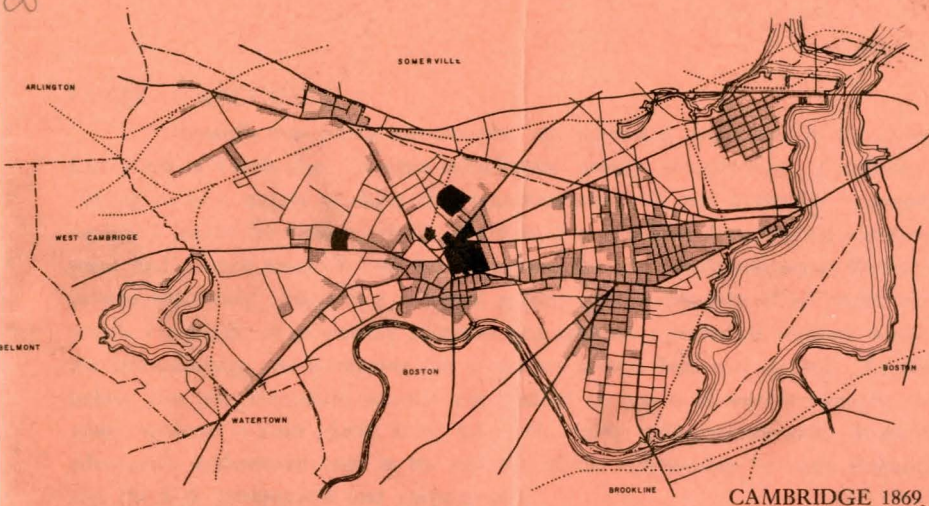 SOMERVILLE
ARLINGTON
WEST CAMBRIDGE
BELMONT
BOSTON
BOSTON
WATERTOWN
BROOKLINE
CAMBRIDGE 1869